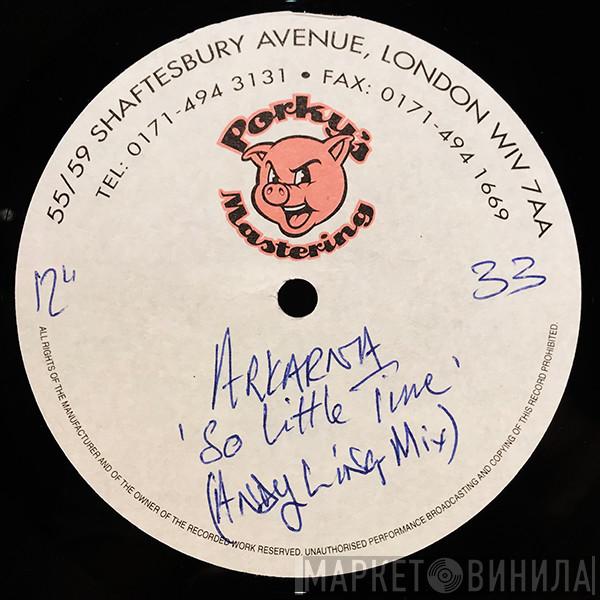 55/59 SHAFTESBURY AVENUE, LONDON WIV 7AA
TEL: 0171-494 3131 • FAX: 0171-494 1669
Porky's
Mastering
12"
33
ARKARNA
'So Little Time'
(Andy Ling Mix)
ALL RIGHTS OF THE MANUFACTURER AND OF THE OWNER OF THE RECORDED WORK RESERVED. UNAUTHORISED PERFORMANCE BROADCASTING AND COPYING OF THIS RECORD PROHIBITED.
МАРКЕТ ВИНИЛА